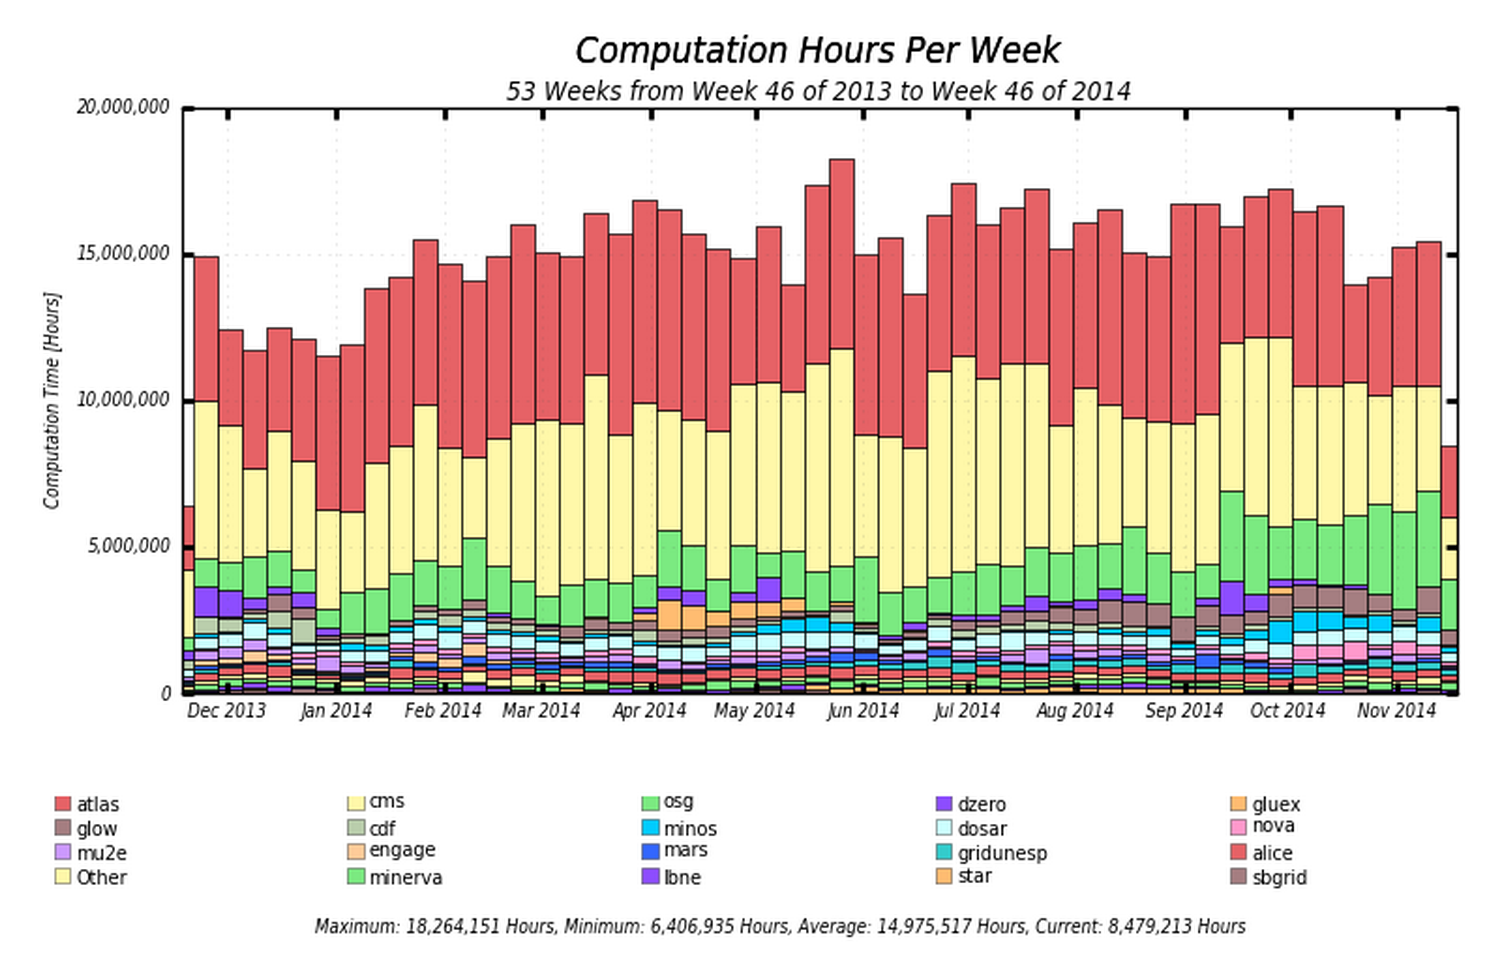 Computation Hours Per Week
53 Weeks from Week 46 of 2013 to Week 46 of 2014
20,000,000
15,000,000
10,000,000
5,000,000
0
Computation Time [Hours]
Dec 2013 Jan 2014 Feb 2014 Mar 2014 Apr 2014 May 2014 Jun 2014 Jul 2014 Aug 2014 Sep 2014 Oct 2014 Nov 2014
atlas cms osg dzero gluex
glow cdf minos dosar nova
mu2e engage mars gridunesp alice
Other minerva lbne star sbgrid
Maximum: 18,264,151 Hours, Minimum: 6,406,935 Hours, Average: 14,975,517 Hours, Current: 8,479,213 Hours